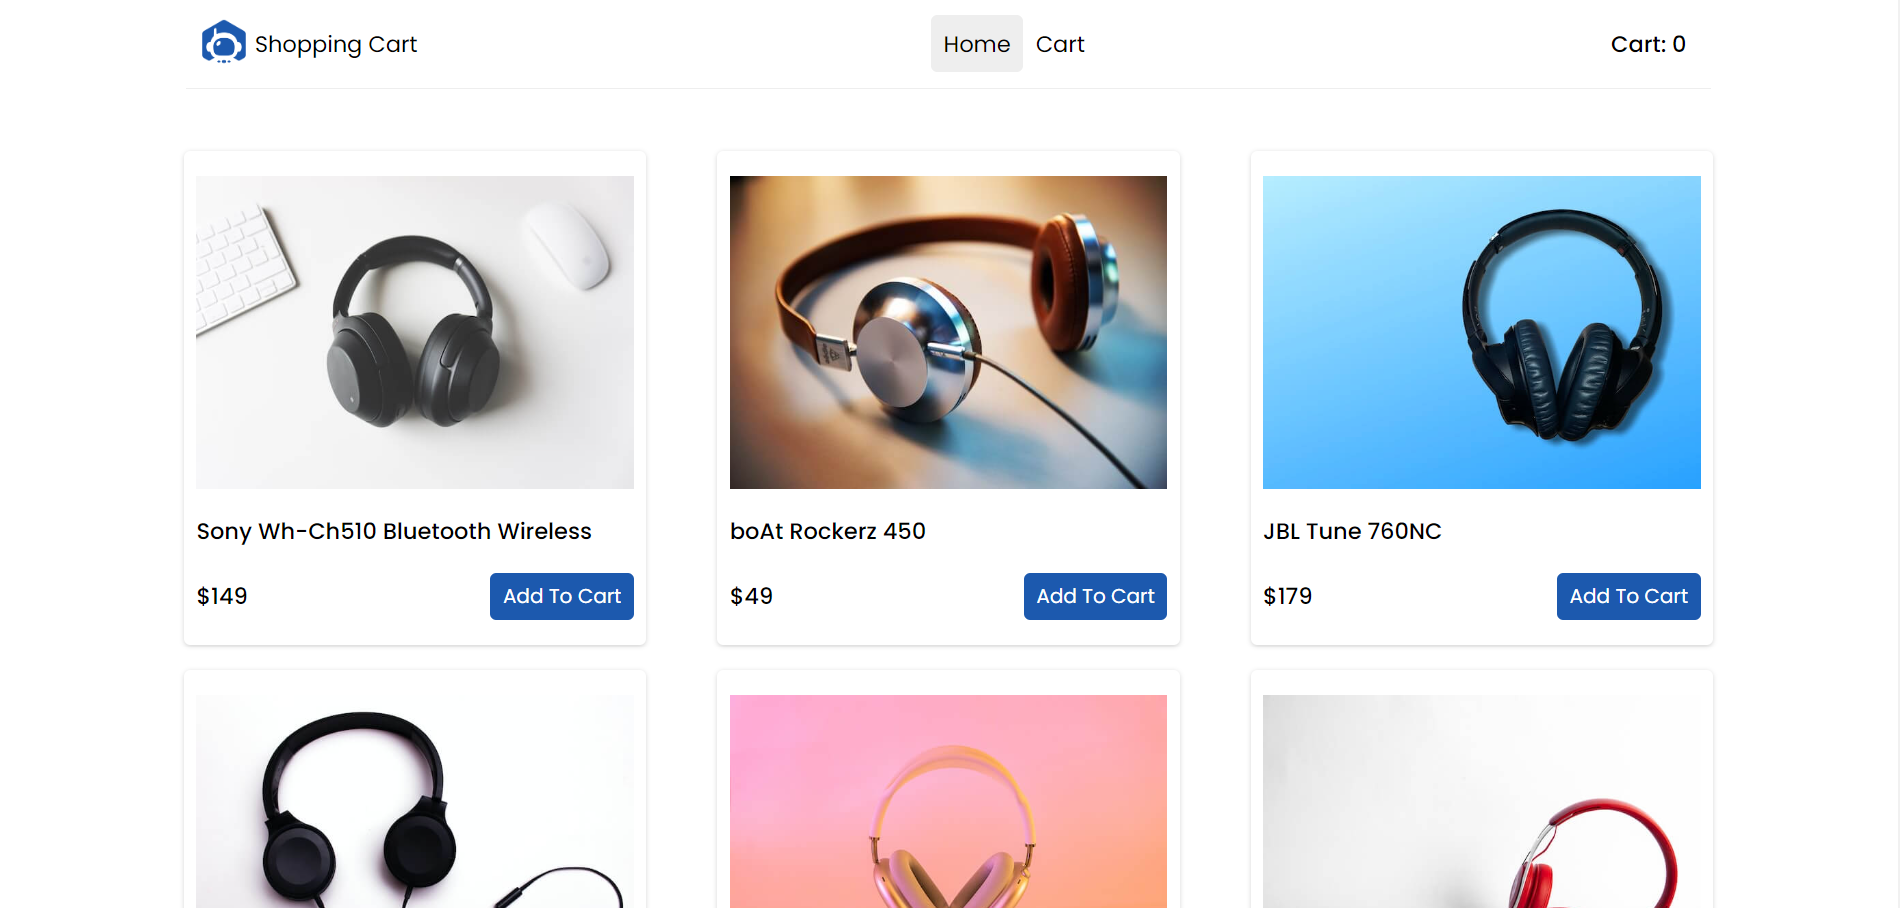 Shopping Cart
Home
Cart
Cart: 0
Sony Wh-Ch510 Bluetooth Wireless
$149
Add To Cart
boAt Rockerz 450
$49
Add To Cart
JBL Tune 760NC
$179
Add To Cart